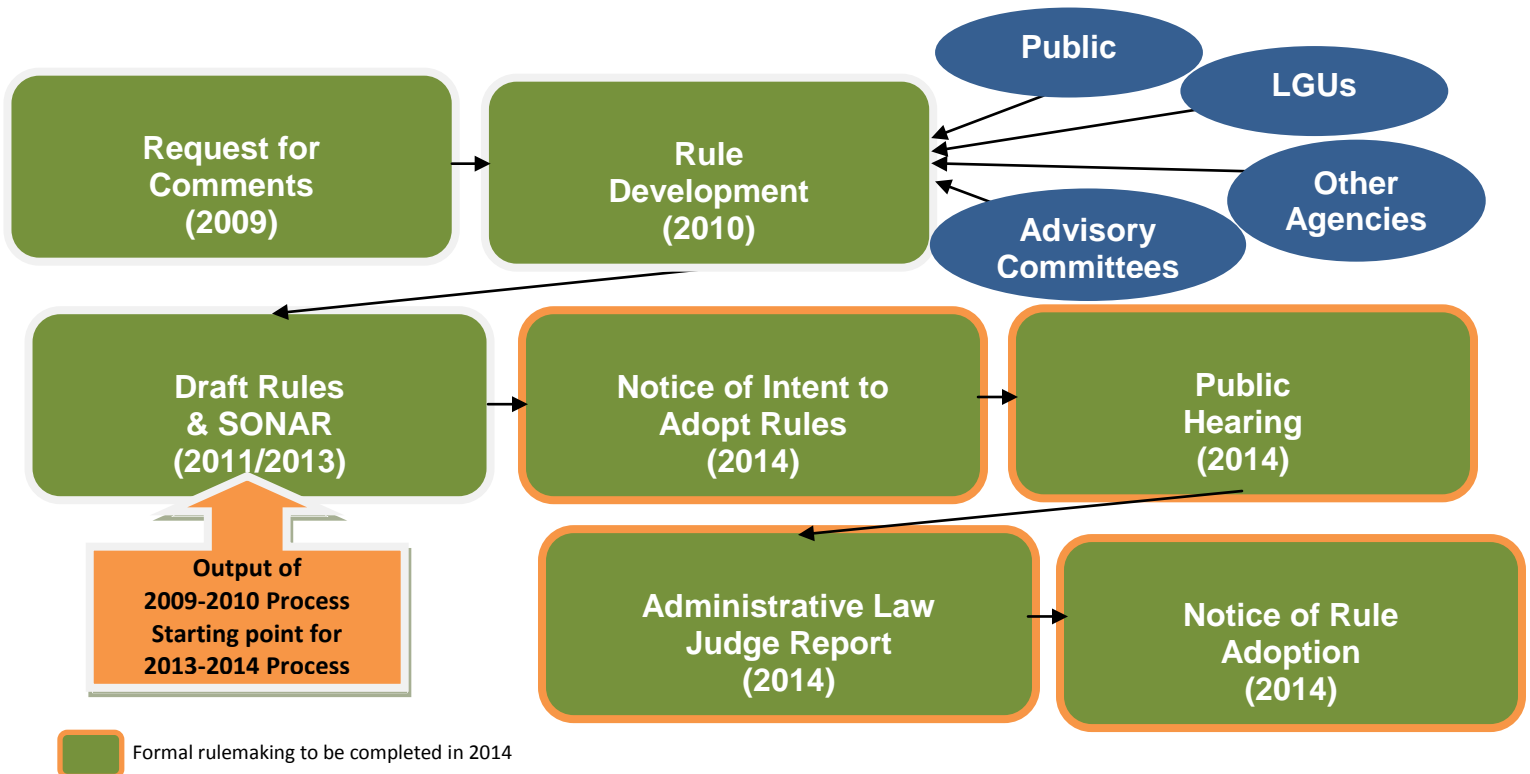 Request for
Comments
(2009)
Rule
Development
(2010)
Public
LGUs
Other
Agencies
Advisory
Committees
Draft Rules
& SONAR
(2011/2013)
Notice of Intent to
Adopt Rules
(2014)
Public
Hearing
(2014)
Output of
2009-2010 Process
Starting point for
2013-2014 Process
Administrative Law
Judge Report
(2014)
Notice of Rule
Adoption
(2014)
Formal rulemaking to be completed in 2014